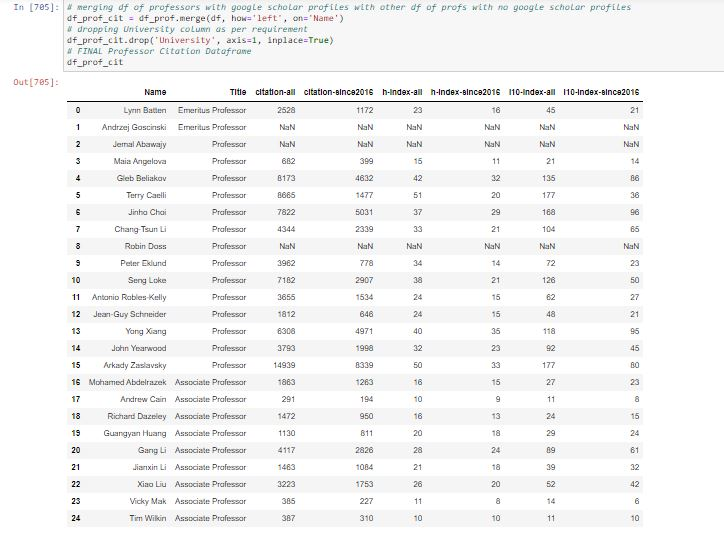 In [705]: # merging df of professors with google scholar profiles with other df of profs with no google scholar profiles
df_prof_cit = df_prof.merge(df, how='left', on='Name')
# dropping University column as per requirement
df_prof_cit.drop('University', axis=1, inplace=True)
# FINAL Professor Citation Dataframe
df_prof_cit
Out[705]:
Name Title citation-all citation-since2016 h-index-all h-index-since2016 i10-index-all i10-index-since2016
0 Lynn Batten Emeritus Professor 2528 1172 23 16 45 21
1 Andrzej Goscinski Emeritus Professor NaN NaN NaN NaN NaN NaN
2 Jemal Abawajy Professor NaN NaN NaN NaN NaN NaN
3 Maia Angelova Professor 682 399 15 11 21 14
4 Gleb Beliakov Professor 8173 4632 42 32 135 86
5 Terry Caelli Professor 8665 1477 51 20 177 36
6 Jinho Choi Professor 7822 5031 37 29 168 96
7 Chang-Tsun Li Professor 4344 2339 33 21 104 65
8 Robin Doss Professor NaN NaN NaN NaN NaN NaN
9 Peter Eklund Professor 3962 778 34 14 72 23
10 Seng Loke Professor 7182 2907 38 21 126 50
11 Antonio Robles-Kelly Professor 3655 1534 24 15 62 27
12 Jean-Guy Schneider Professor 1812 646 24 15 48 21
13 Yong Xiang Professor 6308 4971 40 35 118 95
14 John Yearwood Professor 3793 1998 32 23 92 45
15 Arkady Zaslavsky Professor 14939 8339 50 33 177 80
16 Mohamed Abdelrazek Associate Professor 1863 1263 16 15 27 23
17 Andrew Cain Associate Professor 291 194 10 9 11 8
18 Richard Dazeley Associate Professor 1472 950 16 13 24 15
19 Guangyan Huang Associate Professor 1130 811 20 18 29 24
20 Gang Li Associate Professor 4117 2826 28 24 89 61
21 Jianxin Li Associate Professor 1463 1084 21 18 39 32
22 Xiao Liu Associate Professor 3223 1753 26 20 52 42
23 Vicky Mak Associate Professor 385 227 11 8 14 6
24 Tim Wilkin Associate Professor 387 310 10 10 11 10